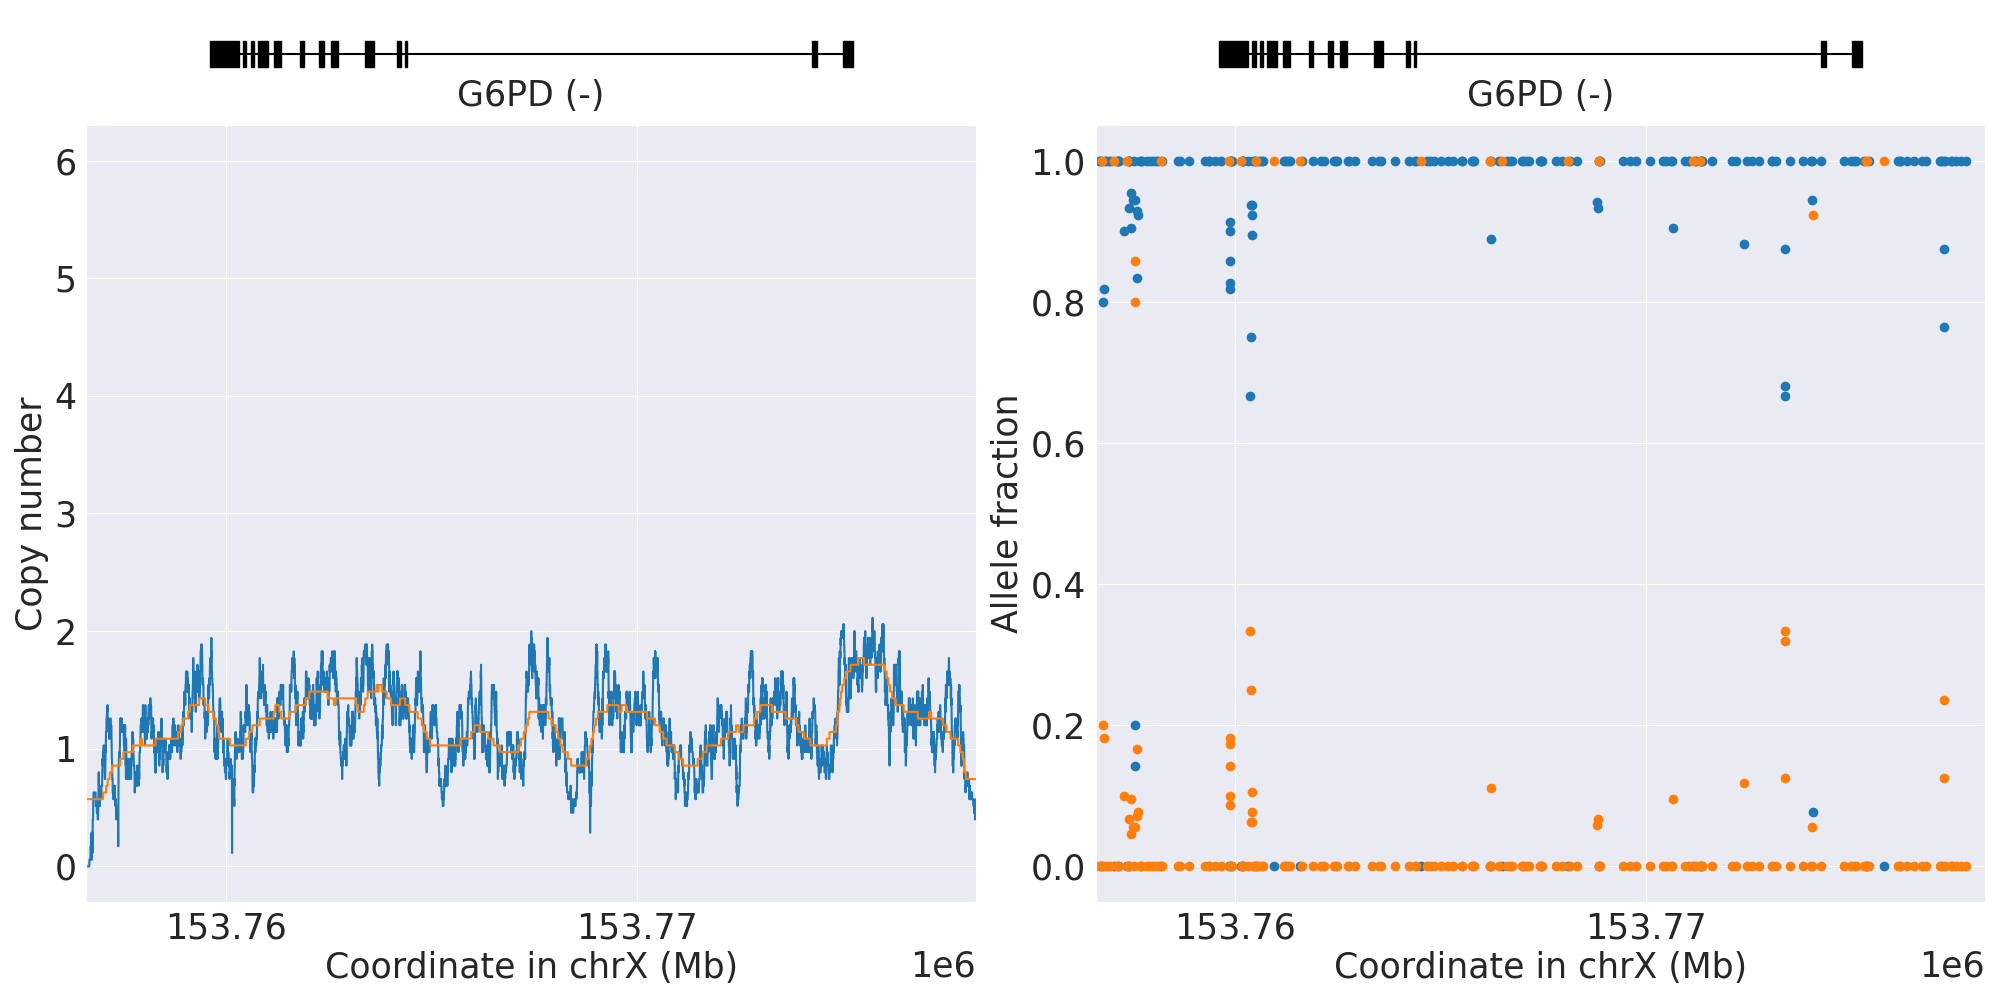 G6PD (-)
6
5
4
3
2
1
0
Copy number
153.76
153.77
Coordinate in chrX (Mb)
1e6
G6PD (-)
1.0
0.8
0.6
0.4
0.2
0.0
Allele fraction
153.76
153.77
Coordinate in chrX (Mb)
1e6